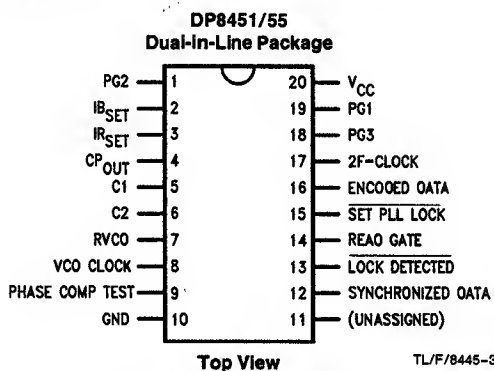 DP8451/55
Dual-In-Line Package
PG2 1 20 VCC
IBSET 2 19 PG1
IRSET 3 18 PG3
CPOUT 4 17 2F-CLOCK
C1 5 16 ENCOOED OATA
C2 6 15 SET PLL LOCK
RVCO 7 14 REAO GATE
VCO CLOCK 8 13 LOCK DETECTED
PHASE COMP TEST 9 12 SYNCHRONIZED OATA
GND 10 11 (UNASSIGNED)
Top View
TL/F/8445-3